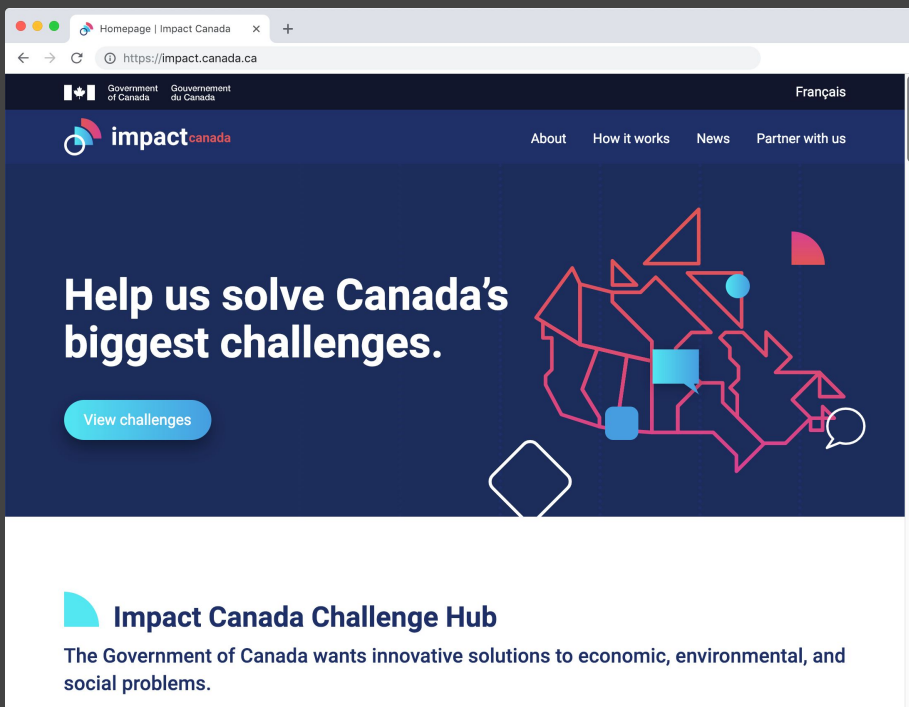 Homepage | Impact Canada
https://impact.canada.ca
Government of Canada
Gouvernement du Canada
Français
impact canada
About How it works News Partner with us
Help us solve Canada's
biggest challenges.
View challenges
Impact Canada Challenge Hub
The Government of Canada wants innovative solutions to economic, environmental, and
social problems.